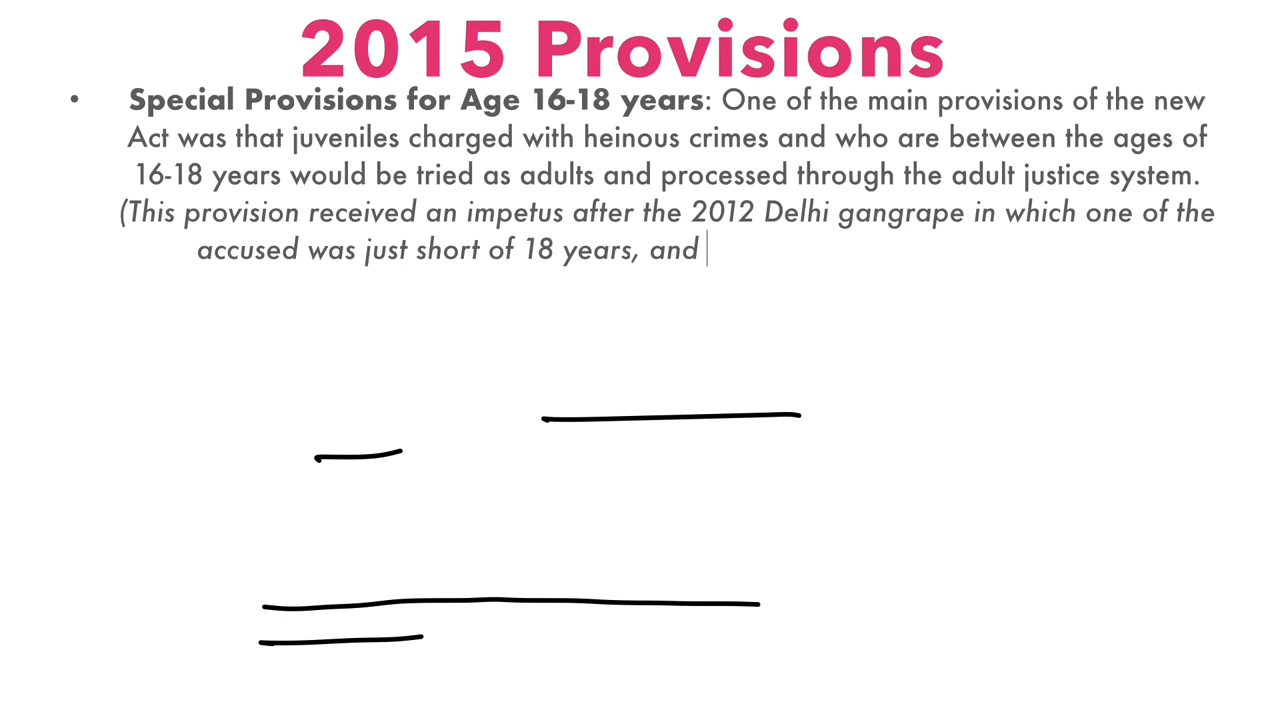 2015 Provisions
• Special Provisions for Age 16-18 years: One of the main provisions of the new
Act was that juveniles charged with heinous crimes and who are between the ages of
16-18 years would be tried as adults and processed through the adult justice system.
(This provision received an impetus after the 2012 Delhi gangrape in which one of the
accused was just short of 18 years, and